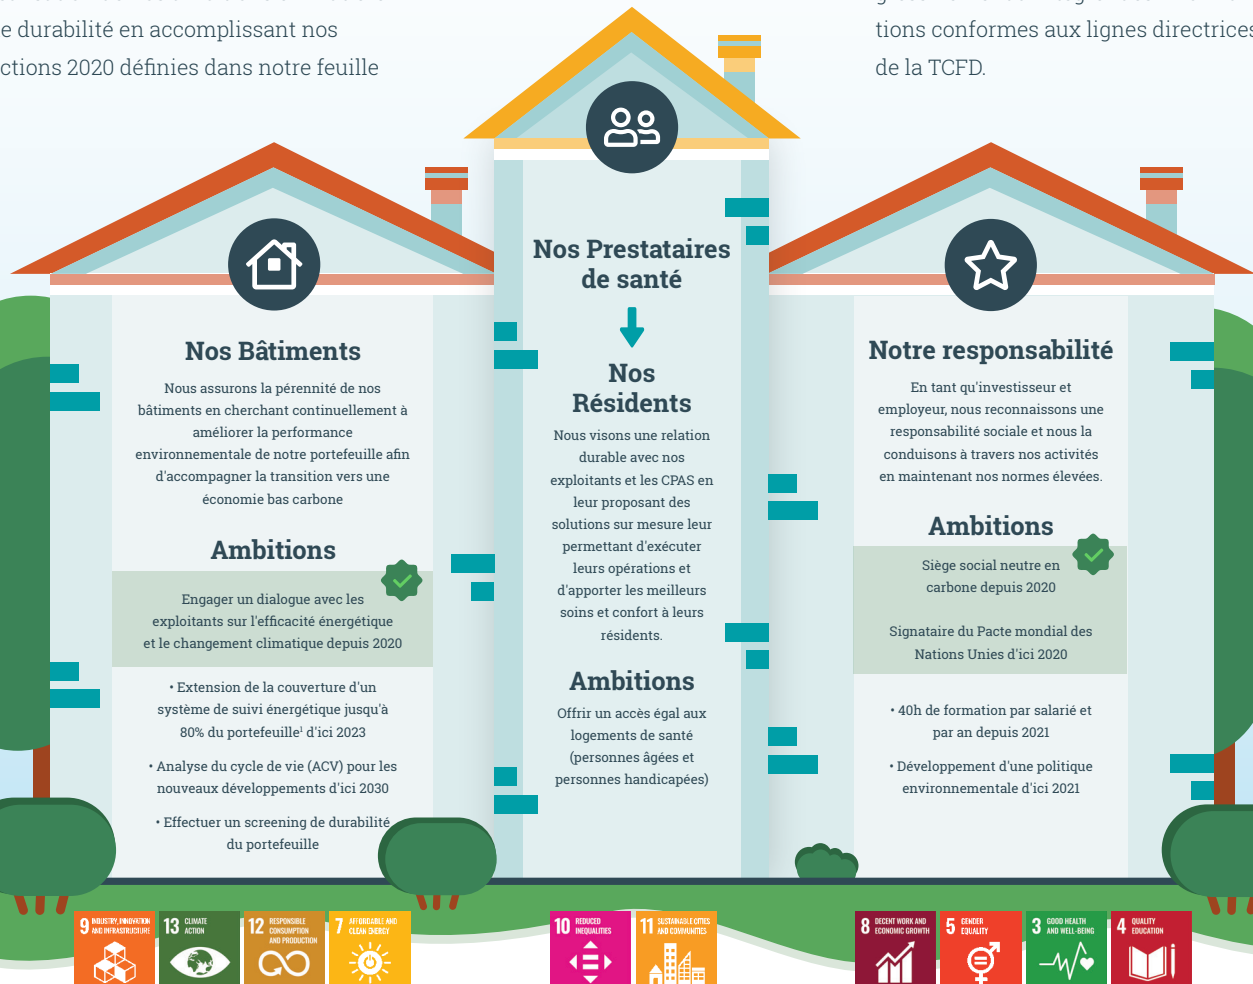 e durabilité en accomplissant nos
ctions 2020 définies dans notre feuille
tions conformes aux lignes directrices
de la TCFD.
Nos Bâtiments
Nous assurons la pérennité de nos
bâtiments en cherchant continuellement à
améliorer la performance
environnementale de notre portefeuille afin
d'accompagner la transition vers une
économie bas carbone
Ambitions
Engager un dialogue avec les
exploitants sur l'efficacité énergétique
et le changement climatique depuis 2020
• Extension de la couverture d'un
système de suivi énergétique jusqu'à
80% du portefeuille¹ d'ici 2023
• Analyse du cycle de vie (ACV) pour les
nouveaux développements d'ici 2030
• Effectuer un screening de durabilité
du portefeuille
Nos Prestataires
de santé
Nos
Résidents
Nous visons une relation
durable avec nos
exploitants et les CPAS en
leur proposant des
solutions sur mesure leur
permettant d'exécuter
leurs opérations et
d'apporter les meilleurs
soins et confort à leurs
résidents.
Ambitions
Offrir un accès égal aux
logements de santé
(personnes âgées et
personnes handicapées)
Notre responsabilité
En tant qu'investisseur et
employeur, nous reconnaissons une
responsabilité sociale et nous la
conduisons à travers nos activités
en maintenant nos normes élevées.
Ambitions
Siège social neutre en
carbone depuis 2020
Signataire du Pacte mondial des
Nations Unies d'ici 2020
• 40h de formation par salarié et
par an depuis 2021
• Développement d'une politique
environnementale d'ici 2021
9 INDUSTRY, INNOVATION
AND INFRASTRUCTURE
13 CLIMATE
ACTION
12 RESPONSIBLE
CONSUMPTION
AND PRODUCTION
7 AFFORDABLE AND
CLEAN ENERGY
10 REDUCED
INEQUALITIES
11 SUSTAINABLE CITIES
AND COMMUNITIES
8 DECENT WORK AND
ECONOMIC GROWTH
5 GENDER
EQUALITY
3 GOOD HEALTH
AND WELL-BEING
4 QUALITY
EDUCATION